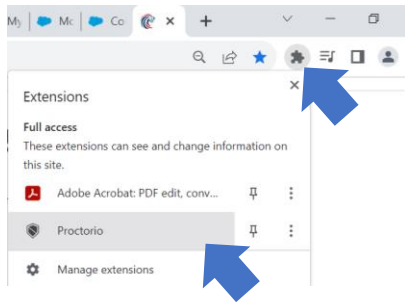 My Mc Co
Extensions
Full access
These extensions can see and change information on
this site.
Adobe Acrobat: PDF edit, conv...
Proctorio
Manage extensions